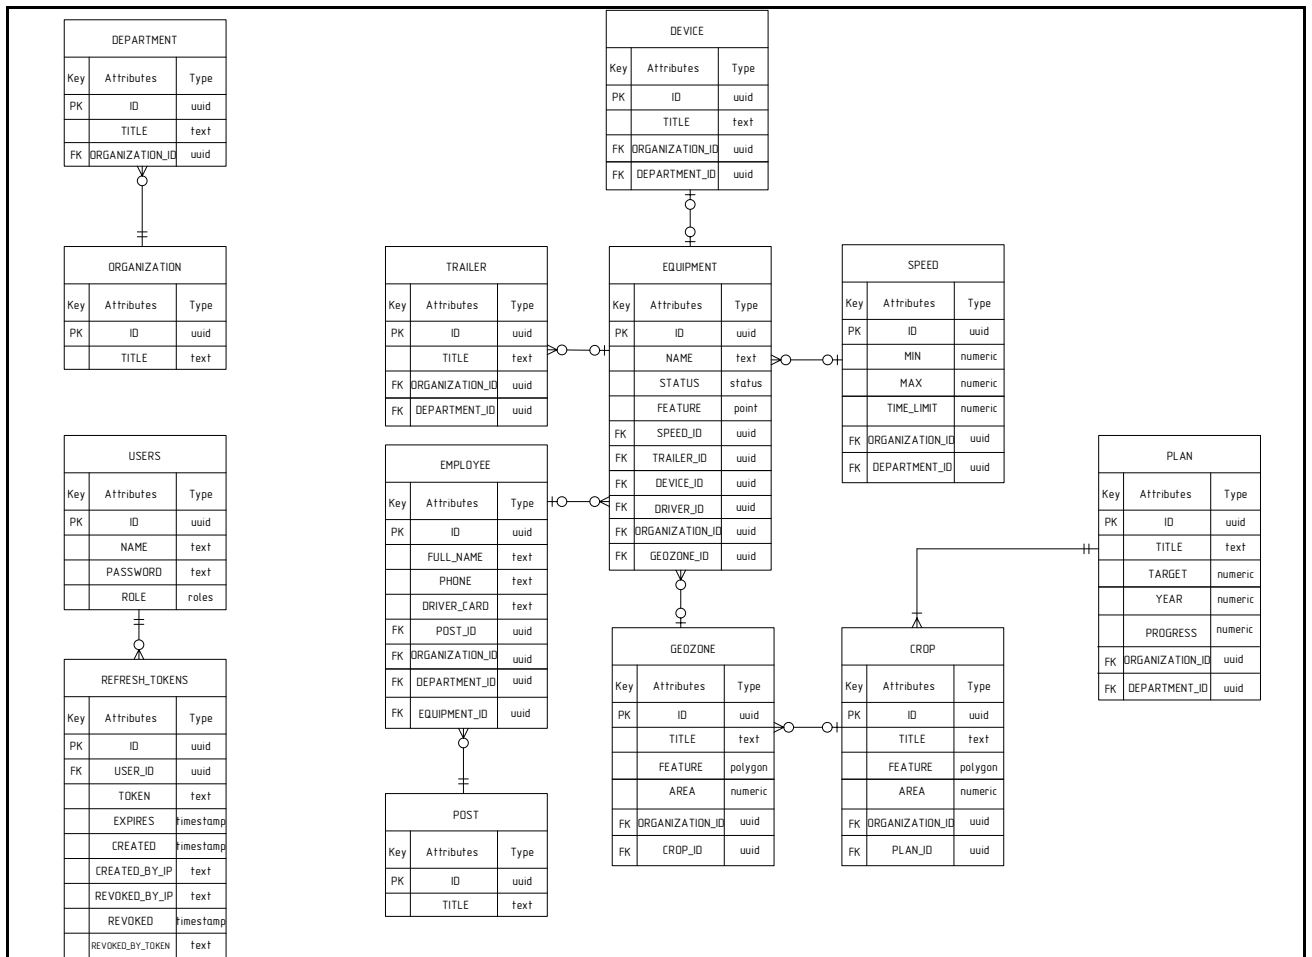 DEPARTMENT
Key Attributes Type
PK ID uuid
TITLE text
FK ORGANIZATION_ID uuid
DEVICE
Key Attributes Type
PK ID uuid
TITLE text
FK ORGANIZATION_ID uuid
FK DEPARTMENT_ID uuid
ORGANIZATION
Key Attributes Type
PK ID uuid
TITLE text
TRAILER
Key Attributes Type
PK ID uuid
TITLE text
FK ORGANIZATION_ID uuid
FK DEPARTMENT_ID uuid
EQUIPMENT
Key Attributes Type
PK ID uuid
NAME text
STATUS status
FEATURE point
FK SPEED_ID uuid
FK TRAILER_ID uuid
FK DEVICE_ID uuid
FK DRIVER_ID uuid
FK ORGANIZATION_ID uuid
FK GEOZONE_ID uuid
SPEED
Key Attributes Type
PK ID uuid
MIN numeric
MAX numeric
TIME_LIMIT numeric
FK ORGANIZATION_ID uuid
FK DEPARTMENT_ID uuid
USERS
Key Attributes Type
PK ID uuid
NAME text
PASSWORD text
ROLE roles
EMPLOYEE
Key Attributes Type
PK ID uuid
FULL_NAME text
PHONE text
DRIVER_CARD text
FK POST_ID uuid
FK ORGANIZATION_ID uuid
FK DEPARTMENT_ID uuid
FK EQUIPMENT_ID uuid
PLAN
Key Attributes Type
PK ID uuid
TITLE text
TARGET numeric
YEAR numeric
PROGRESS numeric
FK ORGANIZATION_ID uuid
FK DEPARTMENT_ID uuid
REFRESH_TOKENS
Key Attributes Type
PK ID uuid
FK USER_ID uuid
TOKEN text
EXPIRES timestamp
CREATED timestamp
CREATED_BY_IP text
REVOKED_BY_IP text
REVOKED timestamp
REVOKED_BY_TOKEN text
GEOZONE
Key Attributes Type
PK ID uuid
TITLE text
FEATURE polygon
AREA numeric
FK ORGANIZATION_ID uuid
FK CROP_ID uuid
CROP
Key Attributes Type
PK ID uuid
TITLE text
FEATURE polygon
AREA numeric
FK ORGANIZATION_ID uuid
FK PLAN_ID uuid
POST
Key Attributes Type
PK ID uuid
TITLE text